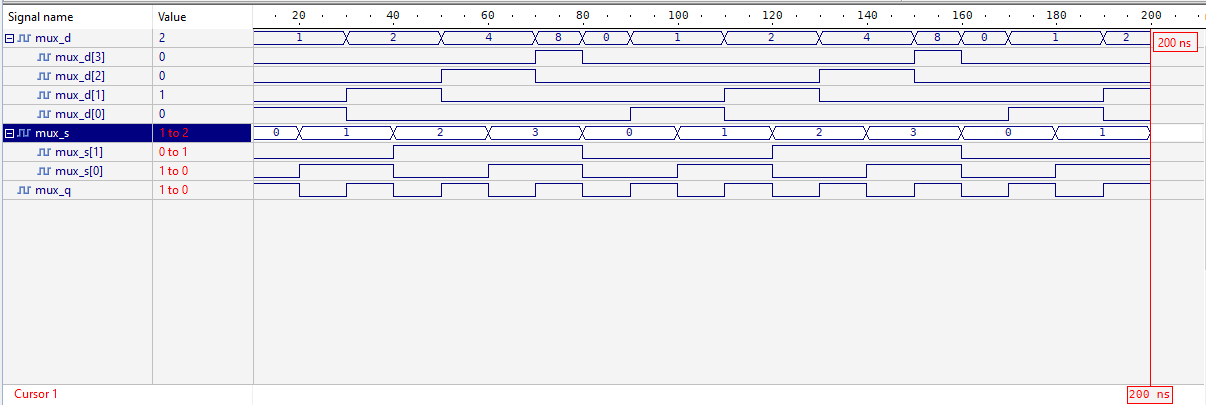 Signal name Value 20 40 60 80 100 120 140 160 180 200
mux_d 2 1 2 4 8 0 1 2 4 8 0 1 2 200 ns
mux_d[3] 0
mux_d[2] 0
mux_d[1] 1
mux_d[0] 0
mux_s 1 to 2 0 1 2 3 0 1 2 3 0 1
mux_s[1] 0 to 1
mux_s[0] 1 to 0
mux_q 1 to 0
Cursor 1 200 ns